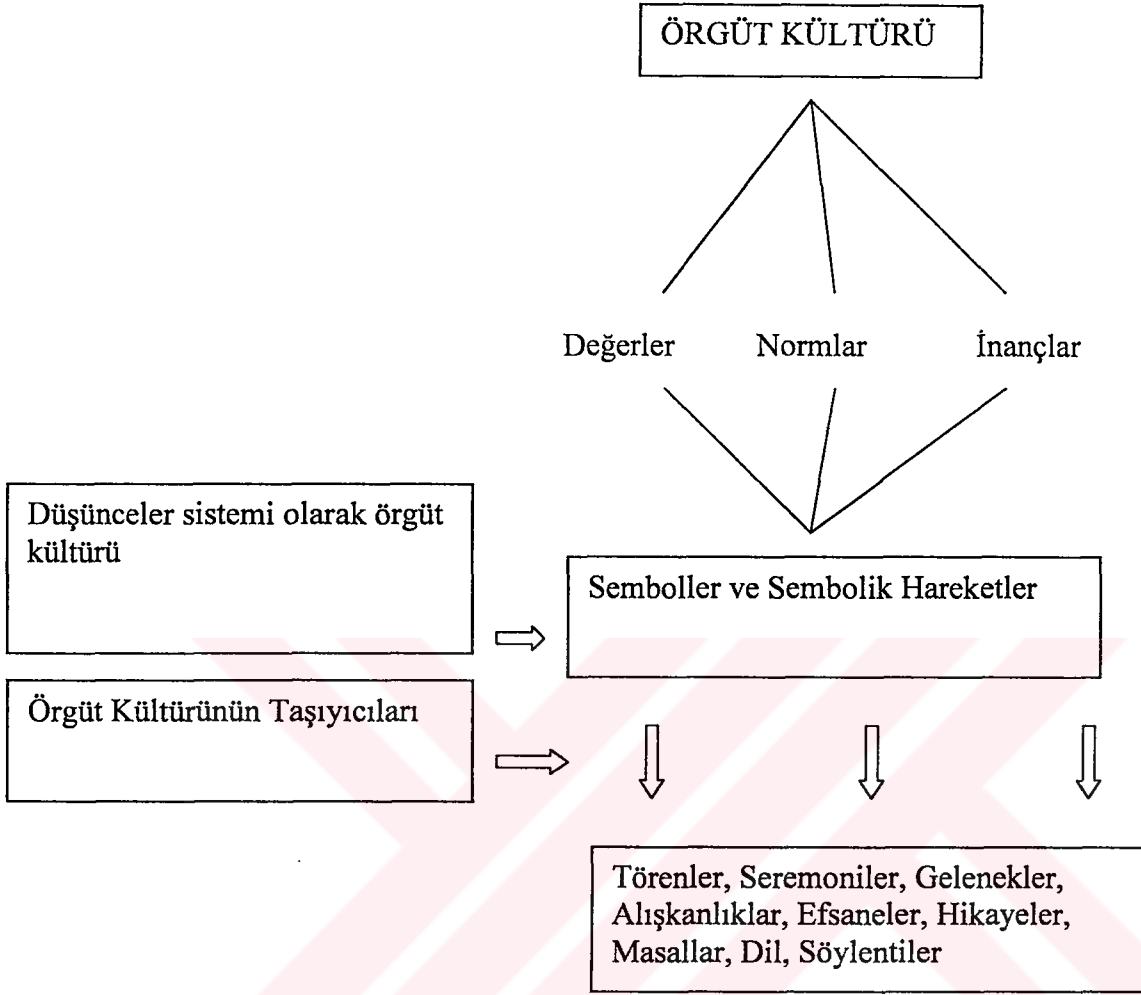 ÖRGÜT KÜLTÜRÜ
Değerler Normlar İnançlar
Düşünceler sistemi olarak örgüt
kültürü
Semboller ve Sembolik Hareketler
Örgüt Kültürünün Taşıyıcıları
Törenler, Seremoniler, Gelenekler,
Alışkanlıklar, Efsaneler, Hikayeler,
Masallar, Dil, Söylentiler